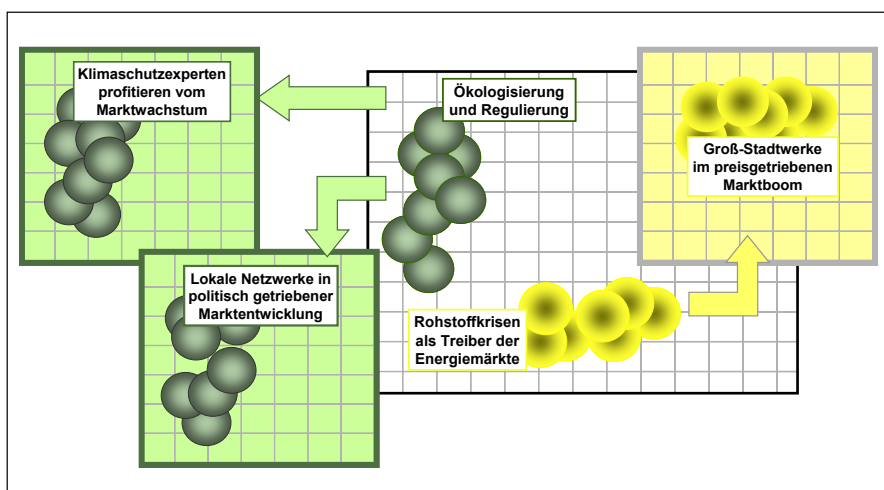 Klimaschutzexperten
profitieren vom
Marktwachstum
Ökologisierung
und Regulierung
Groß-Stadtwerke
im preisgetriebenen
Marktboom
Lokale Netzwerke in
politisch getriebener
Marktentwicklung
Rohstoffkrisen
als Treiber der
Energiemärkte